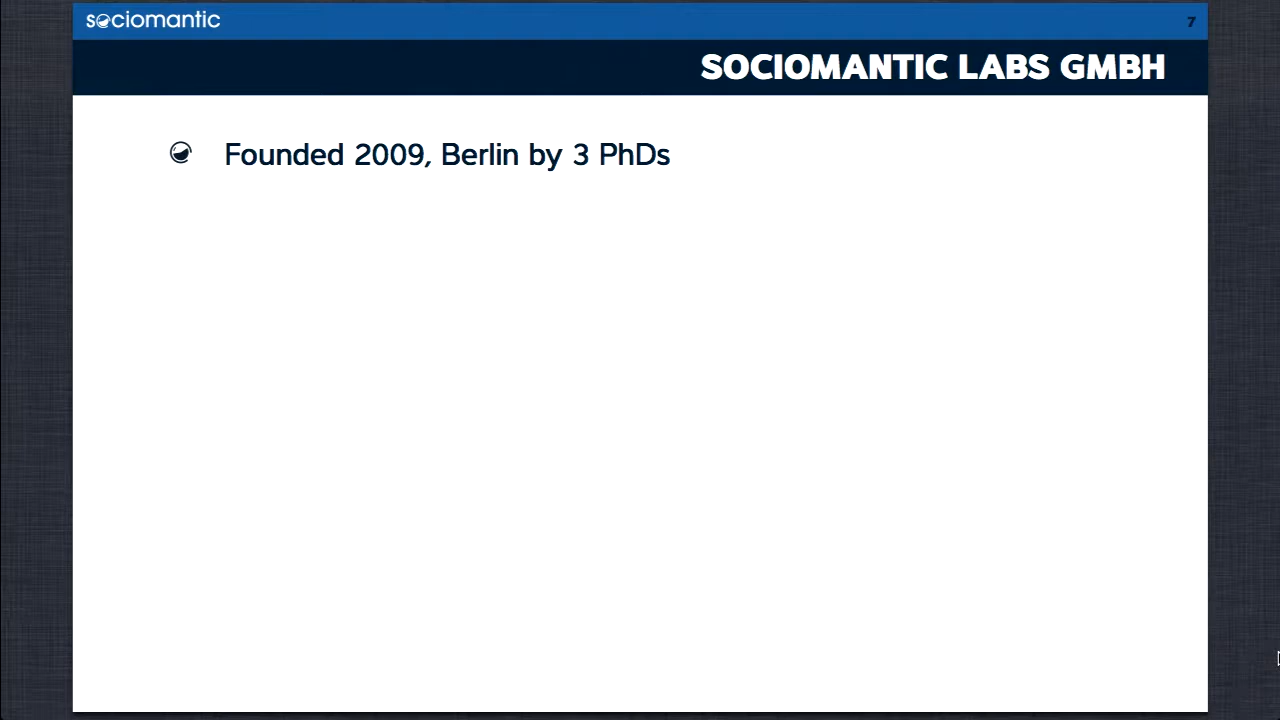 sociomantic
7
SOCIOMANTIC LABS GMBH
Founded 2009, Berlin by 3 PhDs